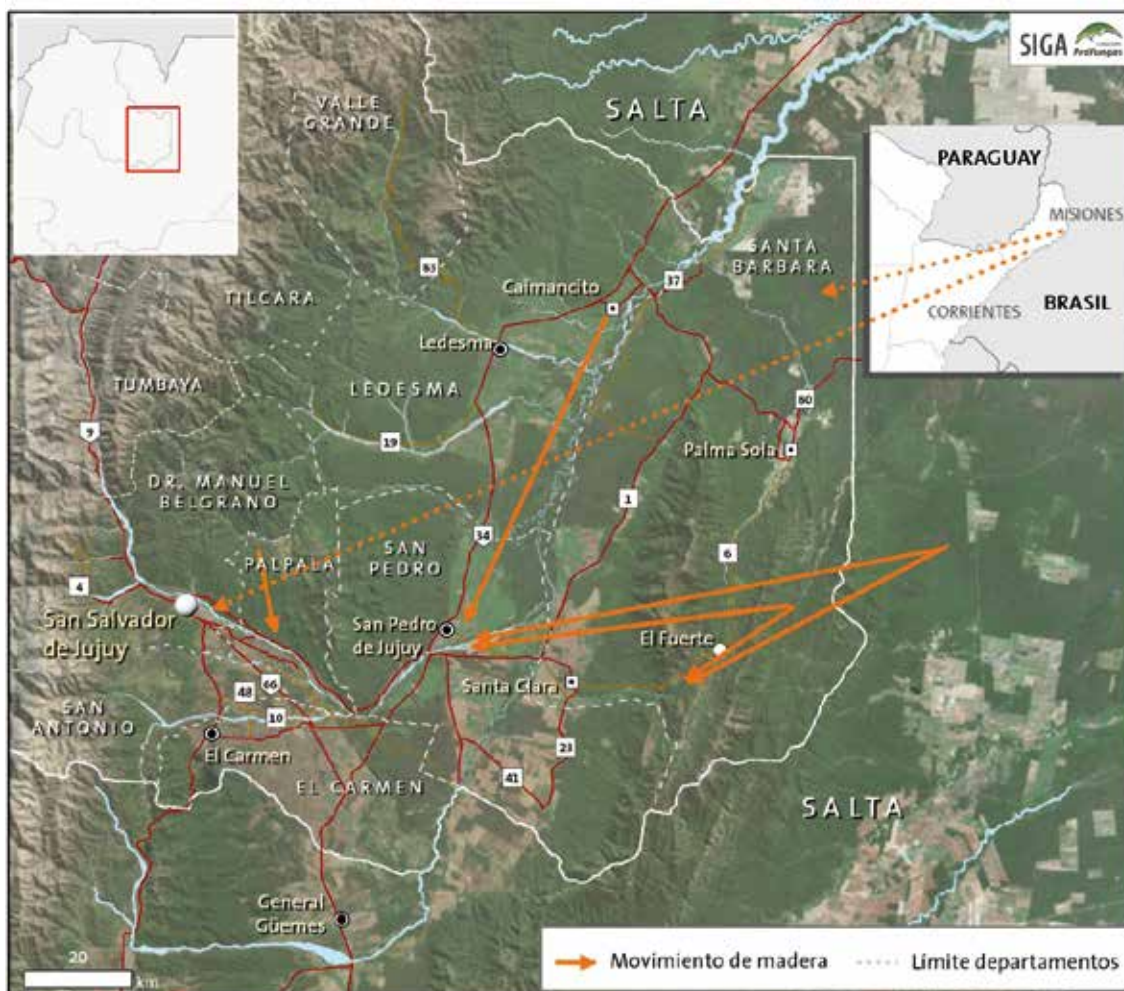 SIGA
ProYungas
VALLE
GRANDE
SALTA
PARAGUAY
MISIONES
CORRIENTES
BRASIL
SANTA
BARBARA
83
37
Caimancito
TILCARA
Ledesma
TUMBAYA
LEDESMA
9
19
80
Palma Sola
DR. MANUEL
BELGRANO
1
34
SAN
PEDRO
6
PALPALA
4
San Salvador
de Jujuy
San Pedro
de Jujuy
El Fuerte
Santa Clara
66
48
SAN
ANTONIO
10
El Carmen
23
41
EL CARMEN
SALTA
General
Güemes
20
km
Movimiento de madera
Límite departamentos